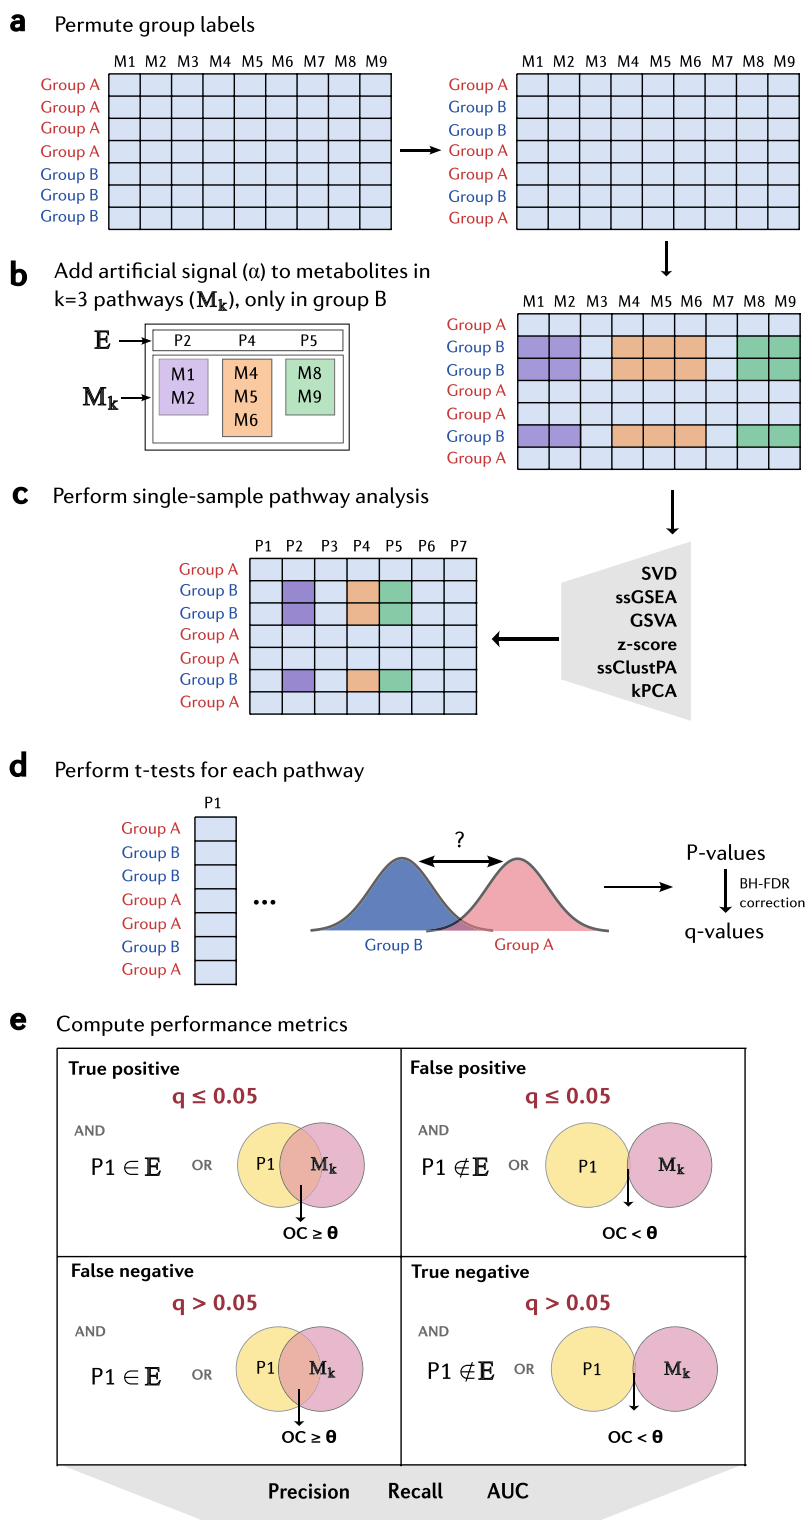 a Permute group labels
M1 M2 M3 M4 M5 M6 M7 M8 M9
Group A
Group A
Group A
Group A
Group B
Group B
Group B
M1 M2 M3 M4 M5 M6 M7 M8 M9
Group A
Group B
Group B
Group A
Group A
Group B
Group A
b Add artificial signal (α) to metabolites in
k=3 pathways (𝕄k), only in group B
𝔼 P2 P4 P5
𝕄k
M1 M4 M8
M2 M5 M9
M6
M1 M2 M3 M4 M5 M6 M7 M8 M9
Group A
Group B
Group B
Group A
Group A
Group B
Group A
c Perform single-sample pathway analysis
P1 P2 P3 P4 P5 P6 P7
Group A
Group B
Group B
Group A
Group A
Group B
Group A
SVD
ssGSEA
GSVA
z-score
ssClustPA
kPCA
d Perform t-tests for each pathway
P1
Group A
Group B
Group B
Group A
Group A
Group B
Group A
...
?
Group B Group A
P-values
BH-FDR
correction
q-values
e Compute performance metrics
True positive
q ≤ 0.05
AND
P1 ∈ 𝔼 OR P1 𝕄k
OC ≥ θ
False positive
q ≤ 0.05
AND
P1 ∉ 𝔼 OR P1 𝕄k
OC < θ
False negative
q > 0.05
AND
P1 ∈ 𝔼 OR P1 𝕄k
OC ≥ θ
True negative
q > 0.05
AND
P1 ∉ 𝔼 OR P1 𝕄k
OC < θ
Precision Recall AUC